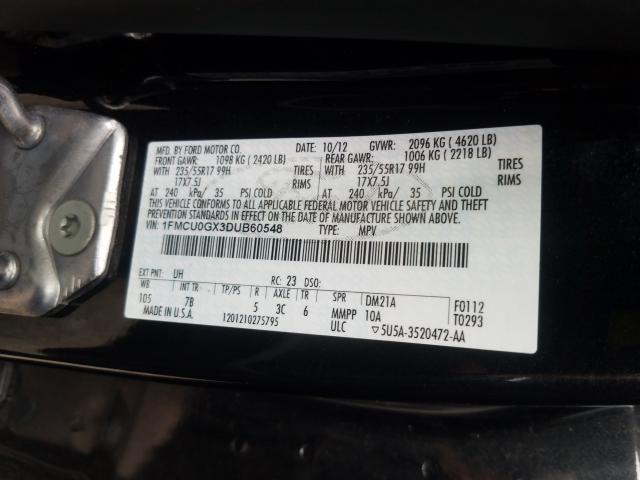 MFD. BY FORD MOTOR CO.
DATE: 10/12 GVWR: 2096 KG ( 4620 LB)
FRONT GAWR: 1098 KG ( 2420 LB) REAR GAWR: 1006 KG ( 2218 LB)
WITH 235/55R17 99H TIRES WITH 235/55R17 99H TIRES
17X7.5J RIMS 17X7.5J RIMS
AT 240 kPa/ 35 PSI COLD AT 240 kPa/ 35 PSI COLD
THIS VEHICLE CONFORMS TO ALL APPLICABLE FEDERAL MOTOR VEHICLE SAFETY AND THEFT
PREVENTION STANDARDS IN EFFECT ON THE DATE OF MANUFACTURE SHOWN ABOVE.
VIN: 1FMCU0GX3DUB60548 TYPE: MPV
EXT PNT: UH RC: 23 DSO:
WB INT TR TP/PS R AXLE TR SPR DM21A F0112
105 7B 5 3C 6 MMPP 10A T0293
MADE IN U.S.A. 1201210275795 ULC 5U5A-3520472-AA